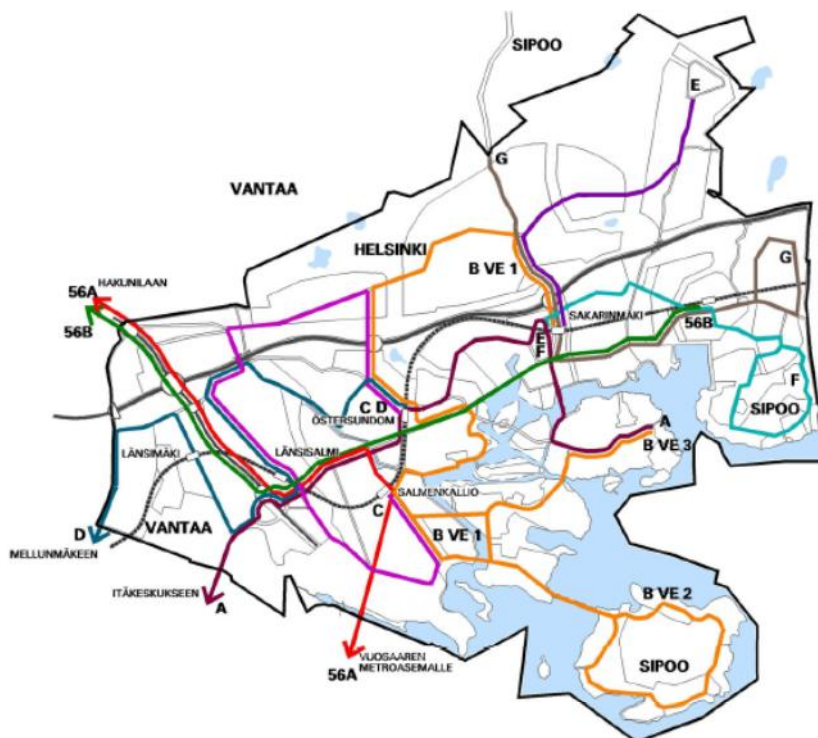 SIPOO
E
G
VANTAA
HELSINKI
B VE 1
G
56A
HAKUNILAAN
56B
SAKARINMÄKI
56B
E
F
F
SIPOO
C D
ÖSTERSUNDOM
A
B VE 3
LÄNSIMÄKI
LÄNSISALMI
SALMENKALLIO
C
VANTAA
B VE 1
D
MELLUNMÄKEEN
ITÄKESKUKSEEN
A
B VE 2
SIPOO
56A
VUOSAAREN
METROASEMALLE